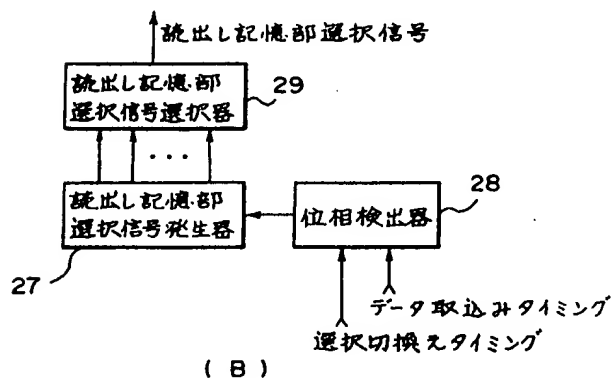 読出し記憶部選択信号
読出し記憶部
選択信号選択器
29
...
読出し記憶部
選択信号発生器
27
位相検出器
28
データ取込みタイミング
選択切換えタイミング
(B)